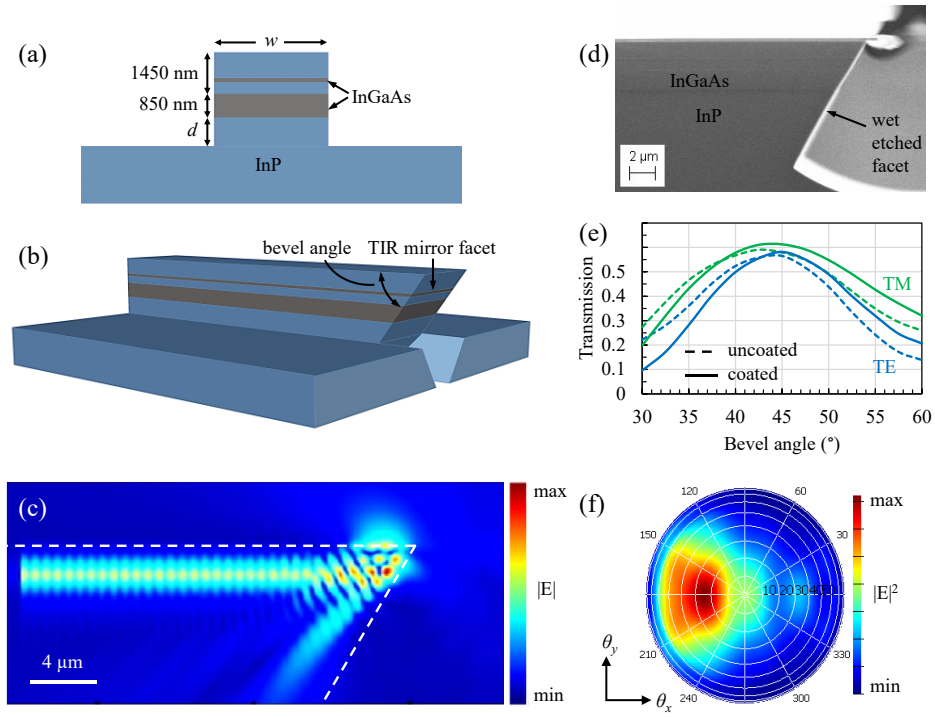 (a)
w
1450 nm
850 nm
d
InGaAs
InP
(b)
bevel angle
TIR mirror facet
(c)
4 µm
max
|E|
min
(d)
InGaAs
InP
wet
etched
facet
2 µm
(e)
Transmission
0.5
0.4
0.3
0.2
0.1
0
TM
TE
uncoated
coated
30 35 40 45 50 55 60
Bevel angle (°)
(f)
120
60
150
30
10 20 30
210
330
240
300
θy
θx
max
|E|²
min